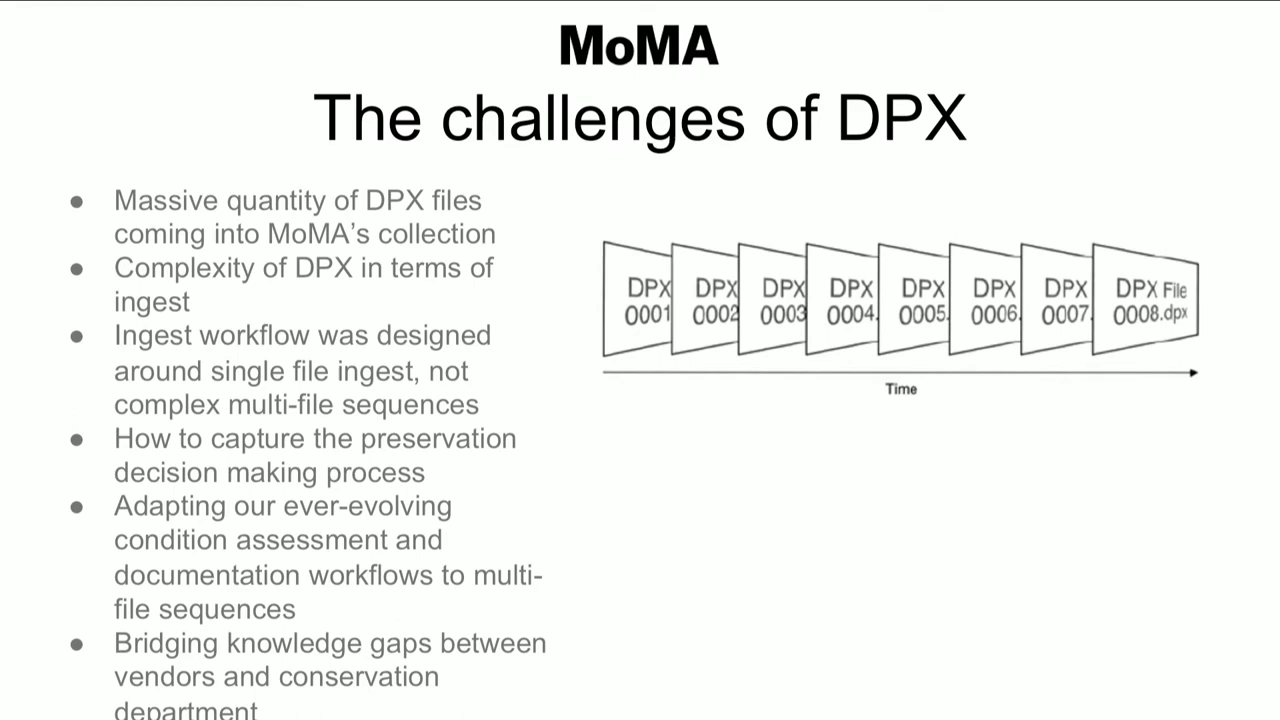 MoMA
The challenges of DPX
● Massive quantity of DPX files
coming into MoMA’s collection
● Complexity of DPX in terms of
ingest
● Ingest workflow was designed
around single file ingest, not
complex multi-file sequences
● How to capture the preservation
decision making process
● Adapting our ever-evolving
condition assessment and
documentation workflows to multi-
file sequences
● Bridging knowledge gaps between
vendors and conservation
department
DPX DPX DPX DPX DPX DPX DPX DPX File
0001 0002 0003 0004. 0005. 0006. 0007. 0008.dpx
Time